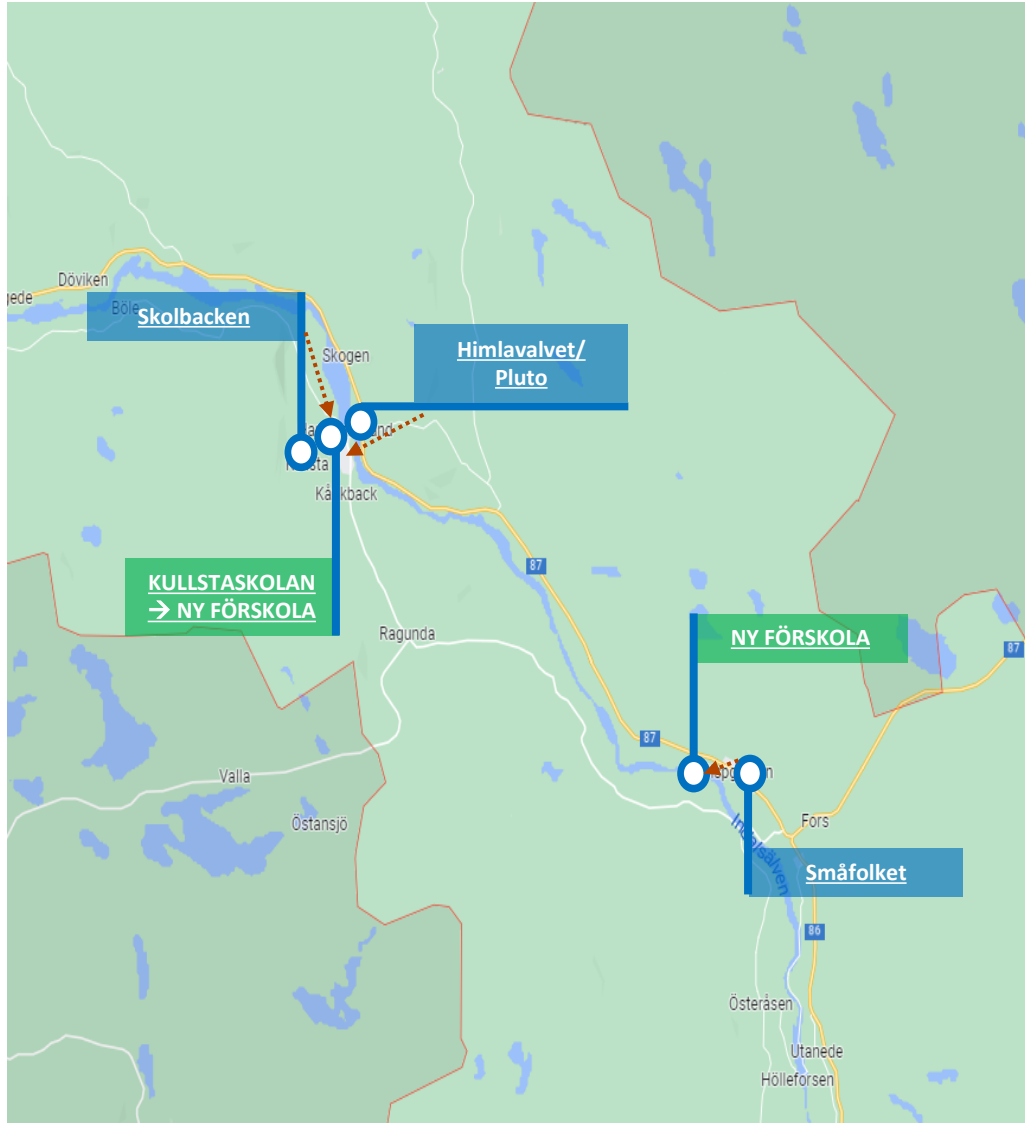 Döviken
Böle
Skolbacken
Skogen
Himlavalvet/
Pluto
KULLSTASKOLAN
→ NY FÖRSKOLA
87
Ragunda
NY FÖRSKOLA
87
87
Valla
Östansjö
Fors
Indalsälven
Småfolket
86
Österåsen
Utanede
Hölleforsen